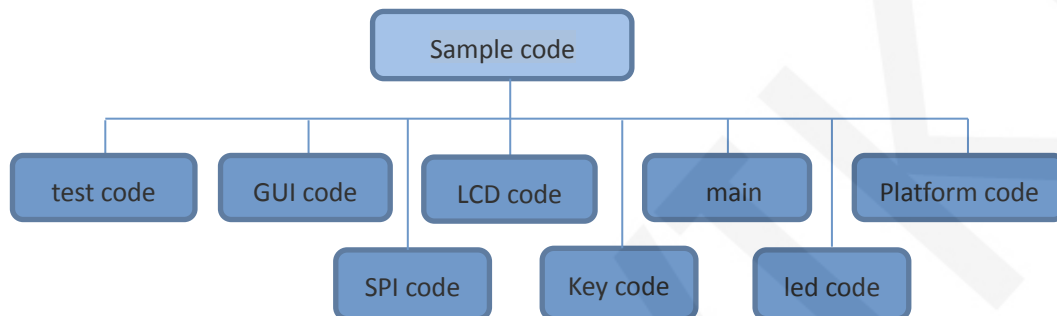 Sample code
test code
GUI code
LCD code
main
Platform code
SPI code
Key code
led code